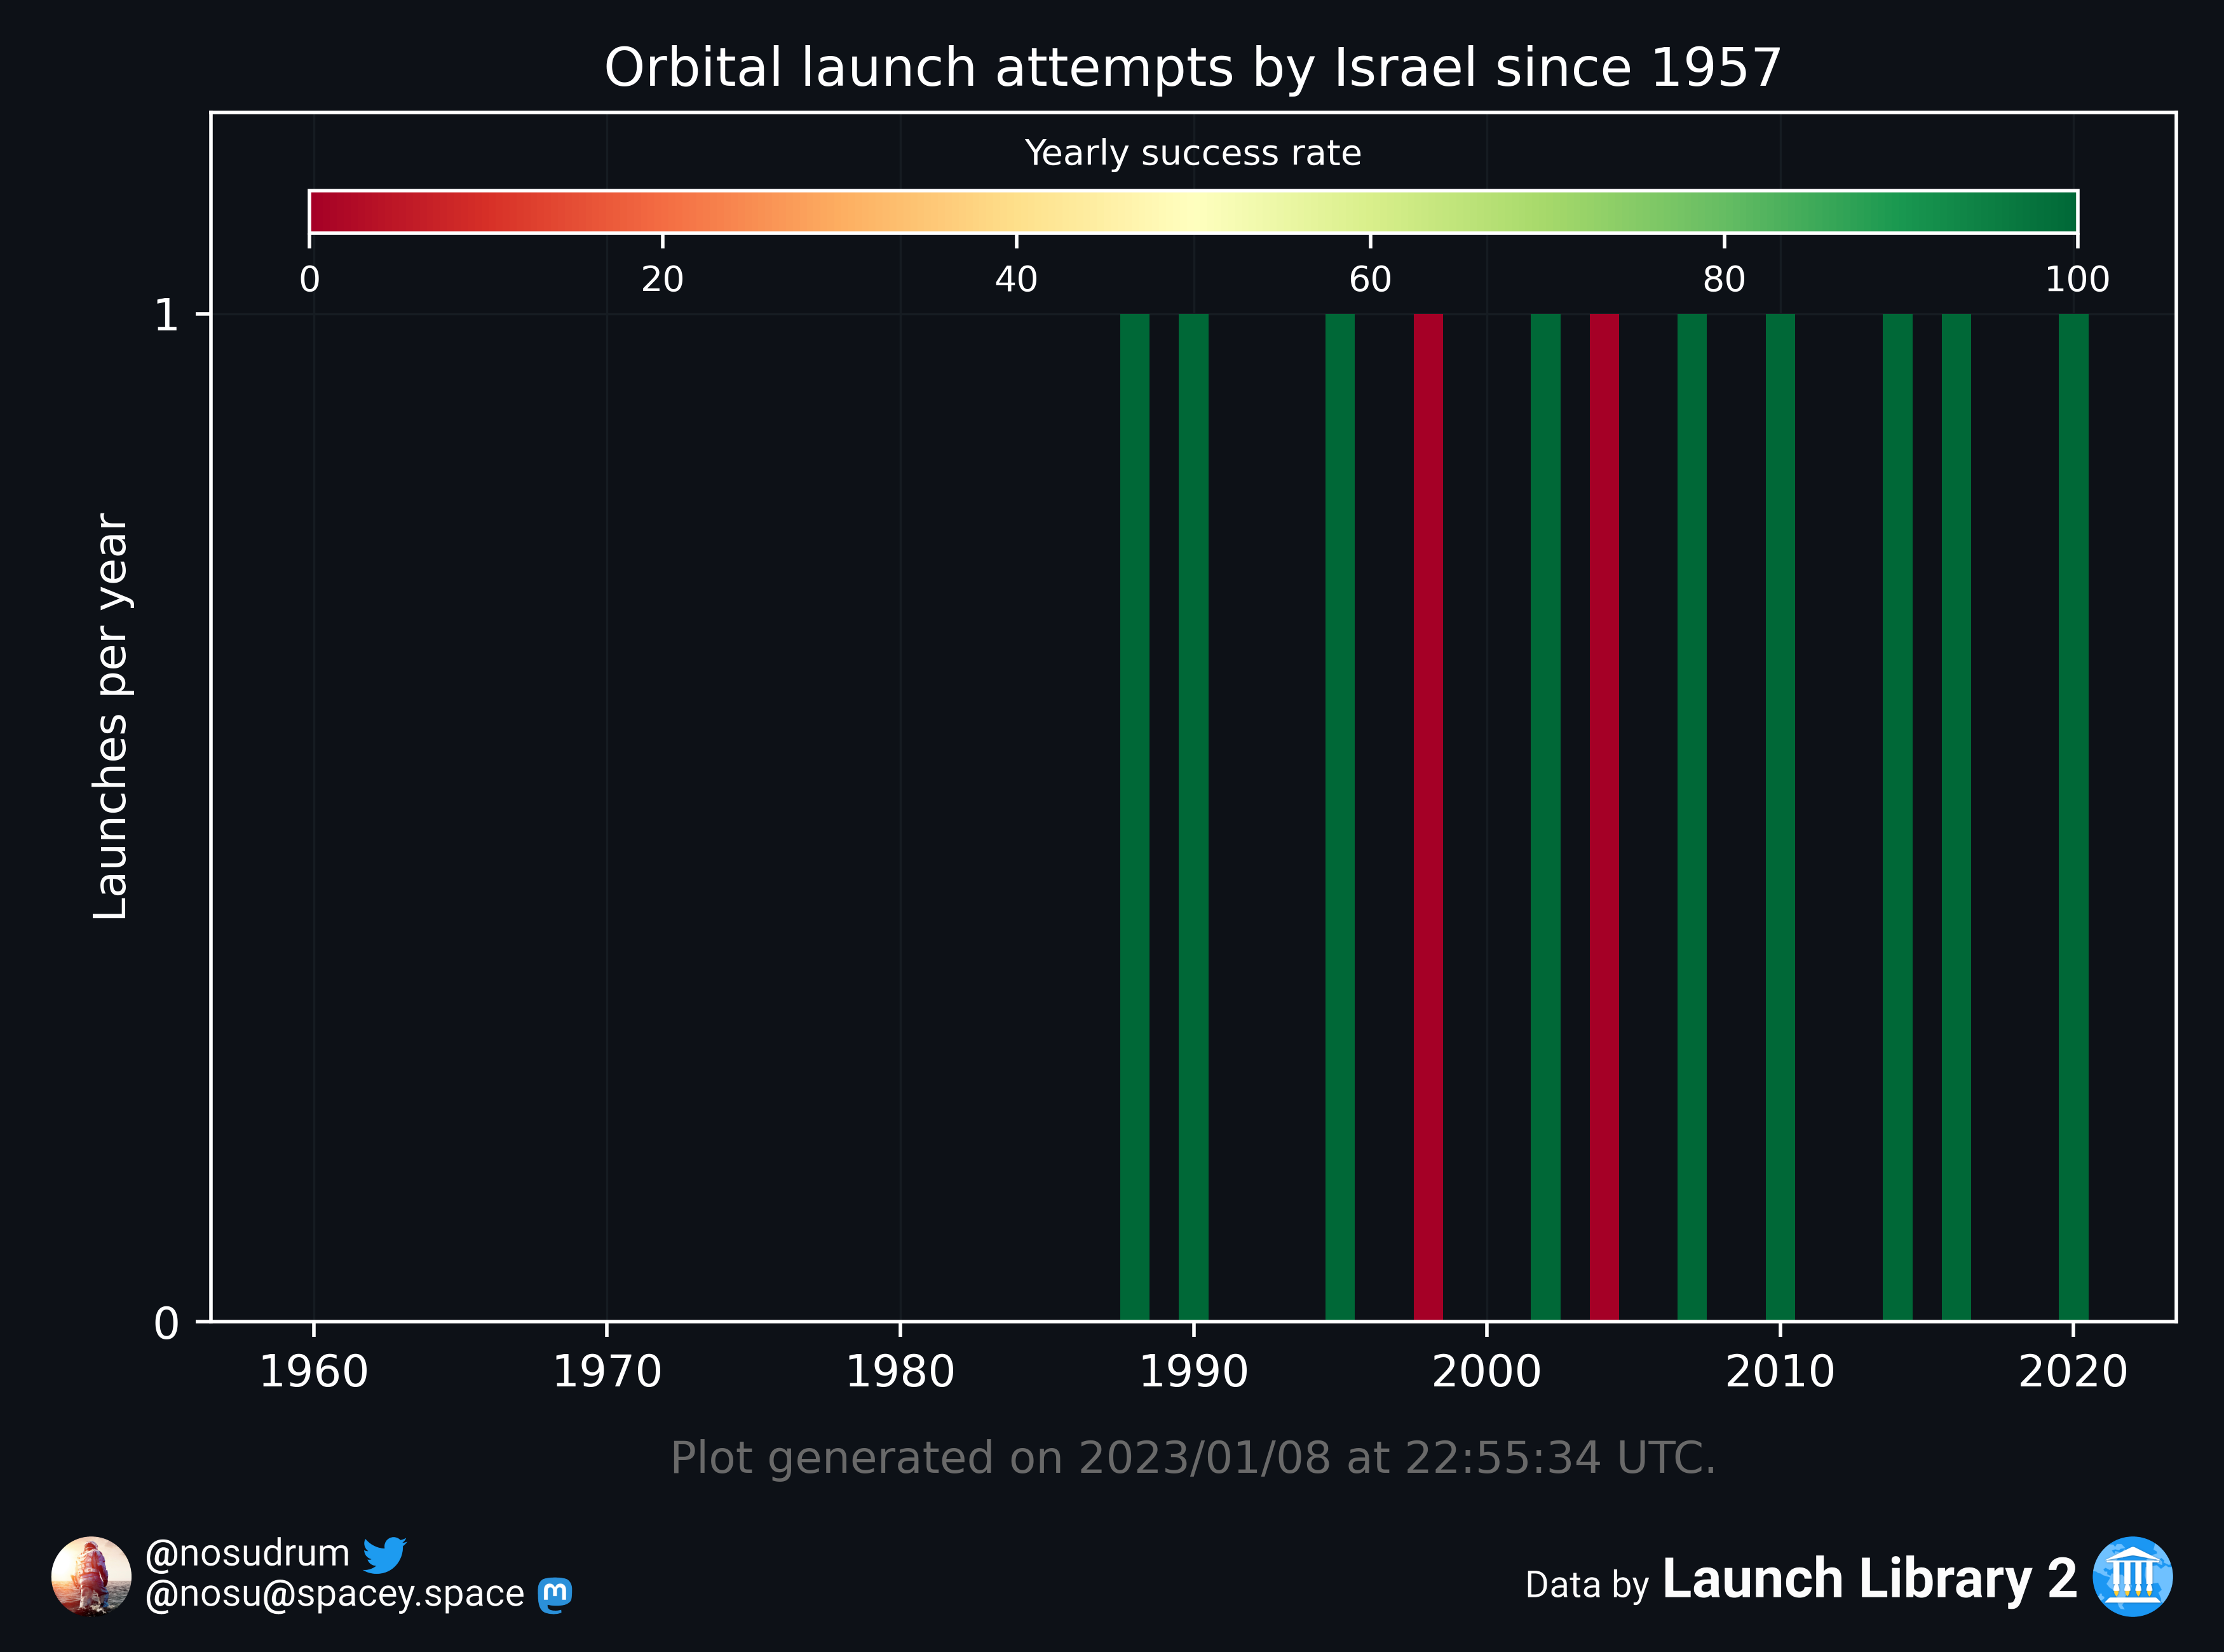 Orbital launch attempts by Israel since 1957
Yearly success rate
0 20 40 60 80 100
1
Launches per year
0
1960 1970 1980 1990 2000 2010 2020
Plot generated on 2023/01/08 at 22:55:34 UTC.
@nosudrum
@nosu@spacey.space
Data by Launch Library 2